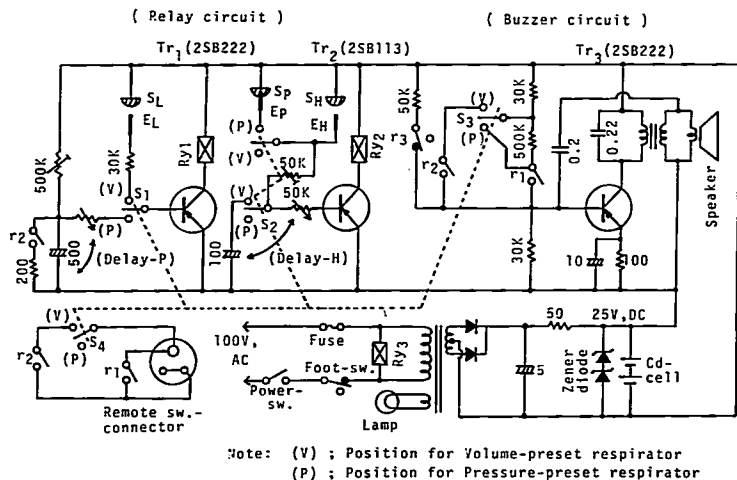 ( Relay circuit )
( Buzzer circuit )
Tr1(2SB222)
Tr2(2SB113)
Tr3(2SB222)
SL
EL
SP
EP
SH
EH
Ry1
Ry2
(P)
(V)
30K
500K
(V)
S1
(P)
50K
50K
(V)
(P)
S2
r2
200
500
(Delay-P)
100
(Delay-H)
50K
r3
r2
(V)
S3
(P)
30K
500K
r1
30K
0.2
0.22
10
100
Speaker
(V)
S4
(P)
r2
r1
Remote sw.-
connector
100V,
AC
Fuse
Ry3
Foot-sw.
Power-
sw.
Lamp
59
25V,DC
5
Zener
diode
Cd-
cell
Note: (V) ; Position for Volume-preset respirator
(P) ; Position for Pressure-preset respirator